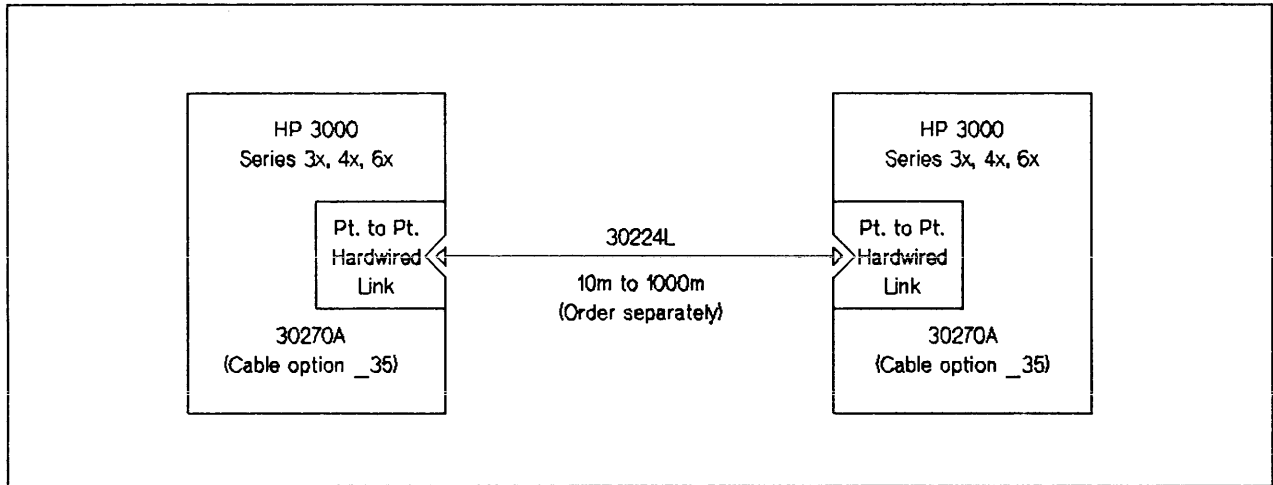 HP 3000
Series 3x, 4x, 6x
Pt. to Pt.
Hardwired
Link
30270A
(Cable option _35)
30224L
10m to 1000m
(Order separately)
HP 3000
Series 3x, 4x, 6x
Pt. to Pt.
Hardwired
Link
30270A
(Cable option _35)